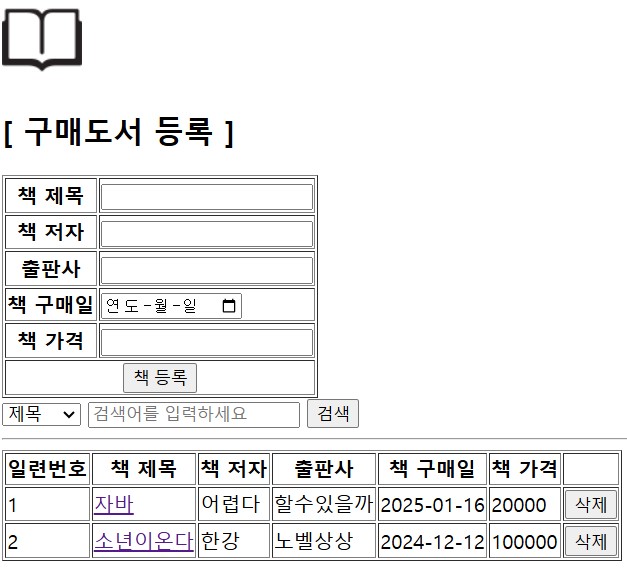 [ 구매도서 등록 ]
책 제목
책 저자
출판사
책 구매일 연도-월-일
책 가격
책 등록
제목 검색어를 입력하세요 검색
일련번호 책 제목 책 저자 출판사 책 구매일 책 가격
1 자바 어렵다 할수있을까 2025-01-16 20000 삭제
2 소년이온다 한강 노벨상상 2024-12-12 100000 삭제